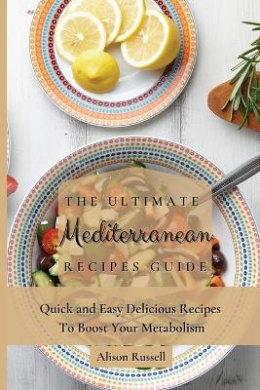 THE ULTIMATE
Mediterranean
RECIPES GUIDE
Quick and Easy Delicious Recipes
To Boost Your Metabolism
Alison Russell